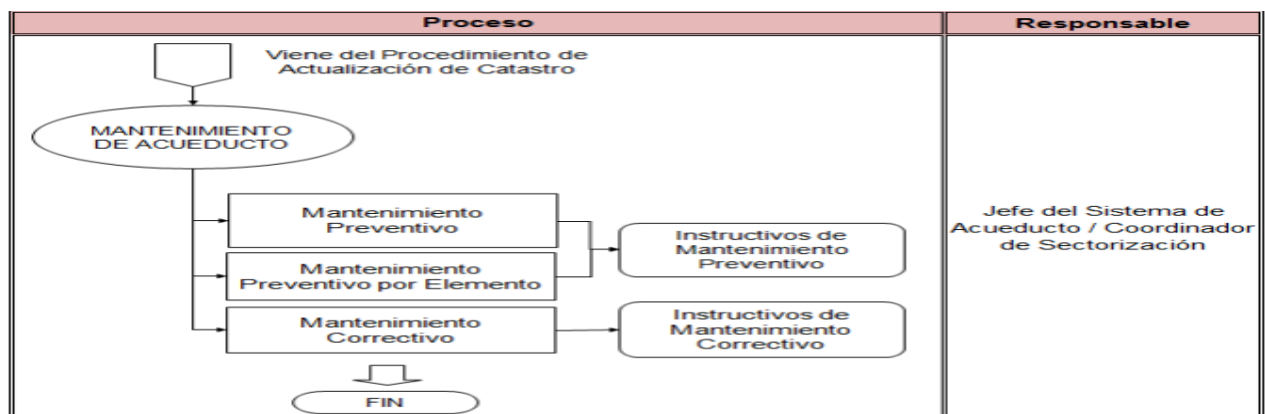 Proceso
Responsable
Viene del Procedimiento de
Actualización de Catastro
MANTENIMIENTO
DE ACUEDUCTO
Mantenimiento
Preventivo
Mantenimiento
Preventivo por Elemento
Mantenimiento
Correctivo
Instructivos de
Mantenimiento
Preventivo
Instructivos de
Mantenimiento
Correctivo
FIN
Jefe del Sistema de
Acueducto / Coordinador
de Sectorización